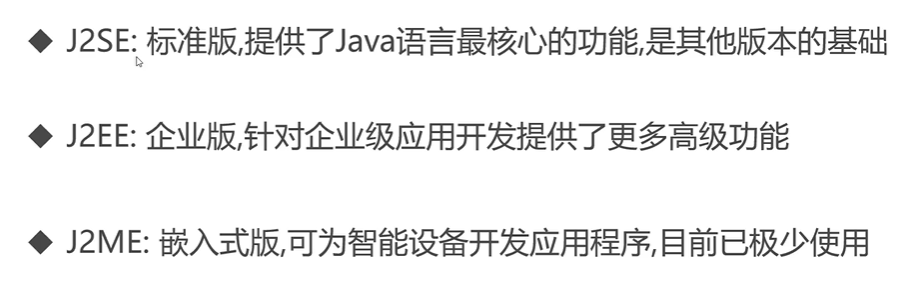 ◆ J2SE: 标准版,提供了Java语言最核心的功能,是其他版本的基础
◆ J2EE: 企业版,针对企业级应用开发提供了更多高级功能
◆ J2ME: 嵌入式版,可为智能设备开发应用程序,目前已极少使用